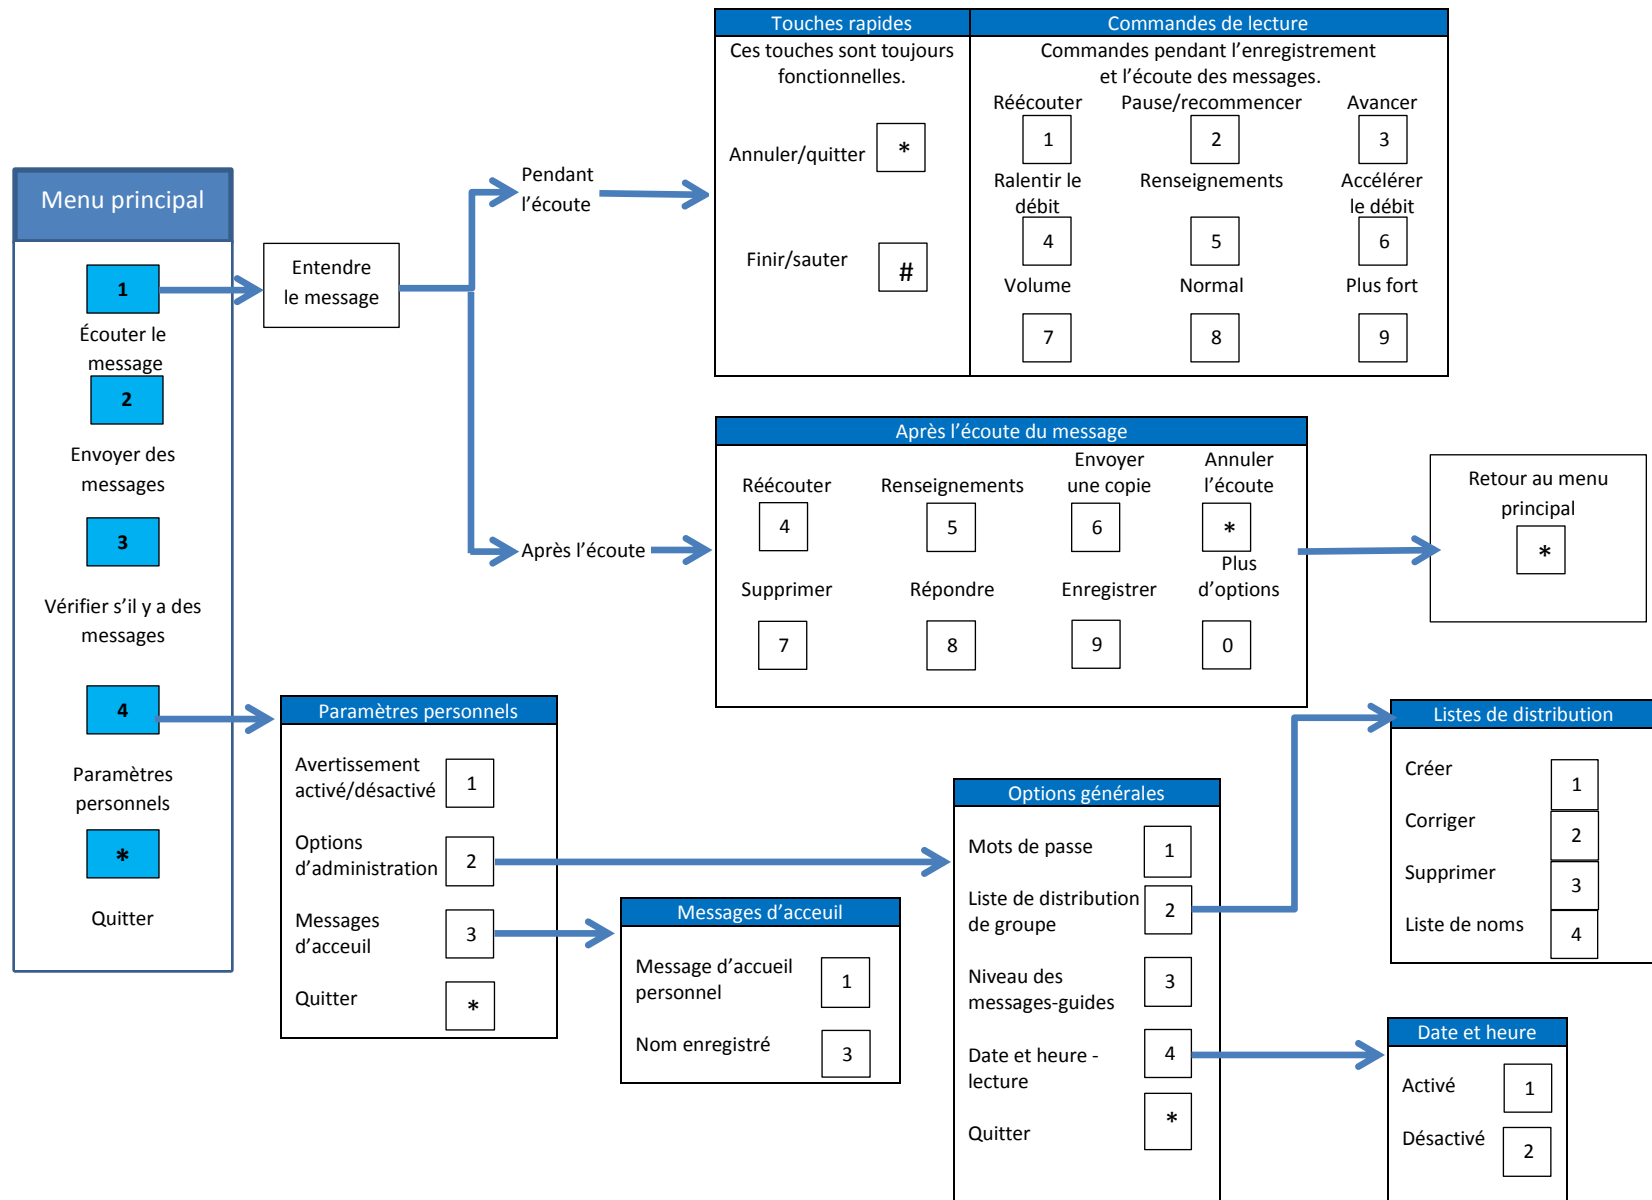 Menu principal
1
Écouter le
message
2
Envoyer des
messages
3
Vérifier s’il y a des
messages
4
Paramètres
personnels
*
Quitter
Entendre
le message
Pendant
l’écoute
Touches rapides
Ces touches sont toujours
fonctionnelles.
Annuler/quitter
*
Finir/sauter
#
Commandes de lecture
Commandes pendant l’enregistrement
et l’écoute des messages.
Réécouter Pause/recommencer Avancer
1 2 3
Ralentir le Renseignements Accélérer
débit le débit
4 5 6
Volume Normal Plus fort
7 8 9
Après l’écoute
Après l’écoute du message
Envoyer Annuler
Réécouter Renseignements une copie l’écoute
4 5 6 *
Plus
Supprimer Répondre Enregistrer d’options
7 8 9 0
Retour au menu
principal
*
Paramètres personnels
Avertissement
activé/désactivé 1
Options
d’administration 2
Messages
d’acceuil 3
Quitter *
Messages d’acceuil
Message d’accueil
personnel 1
Nom enregistré 3
Options générales
Mots de passe 1
Liste de distribution
de groupe 2
Niveau des
messages-guides 3
Date et heure -
lecture 4
Quitter *
Listes de distribution
Créer 1
Corriger 2
Supprimer 3
Liste de noms 4
Date et heure
Activé 1
Désactivé 2